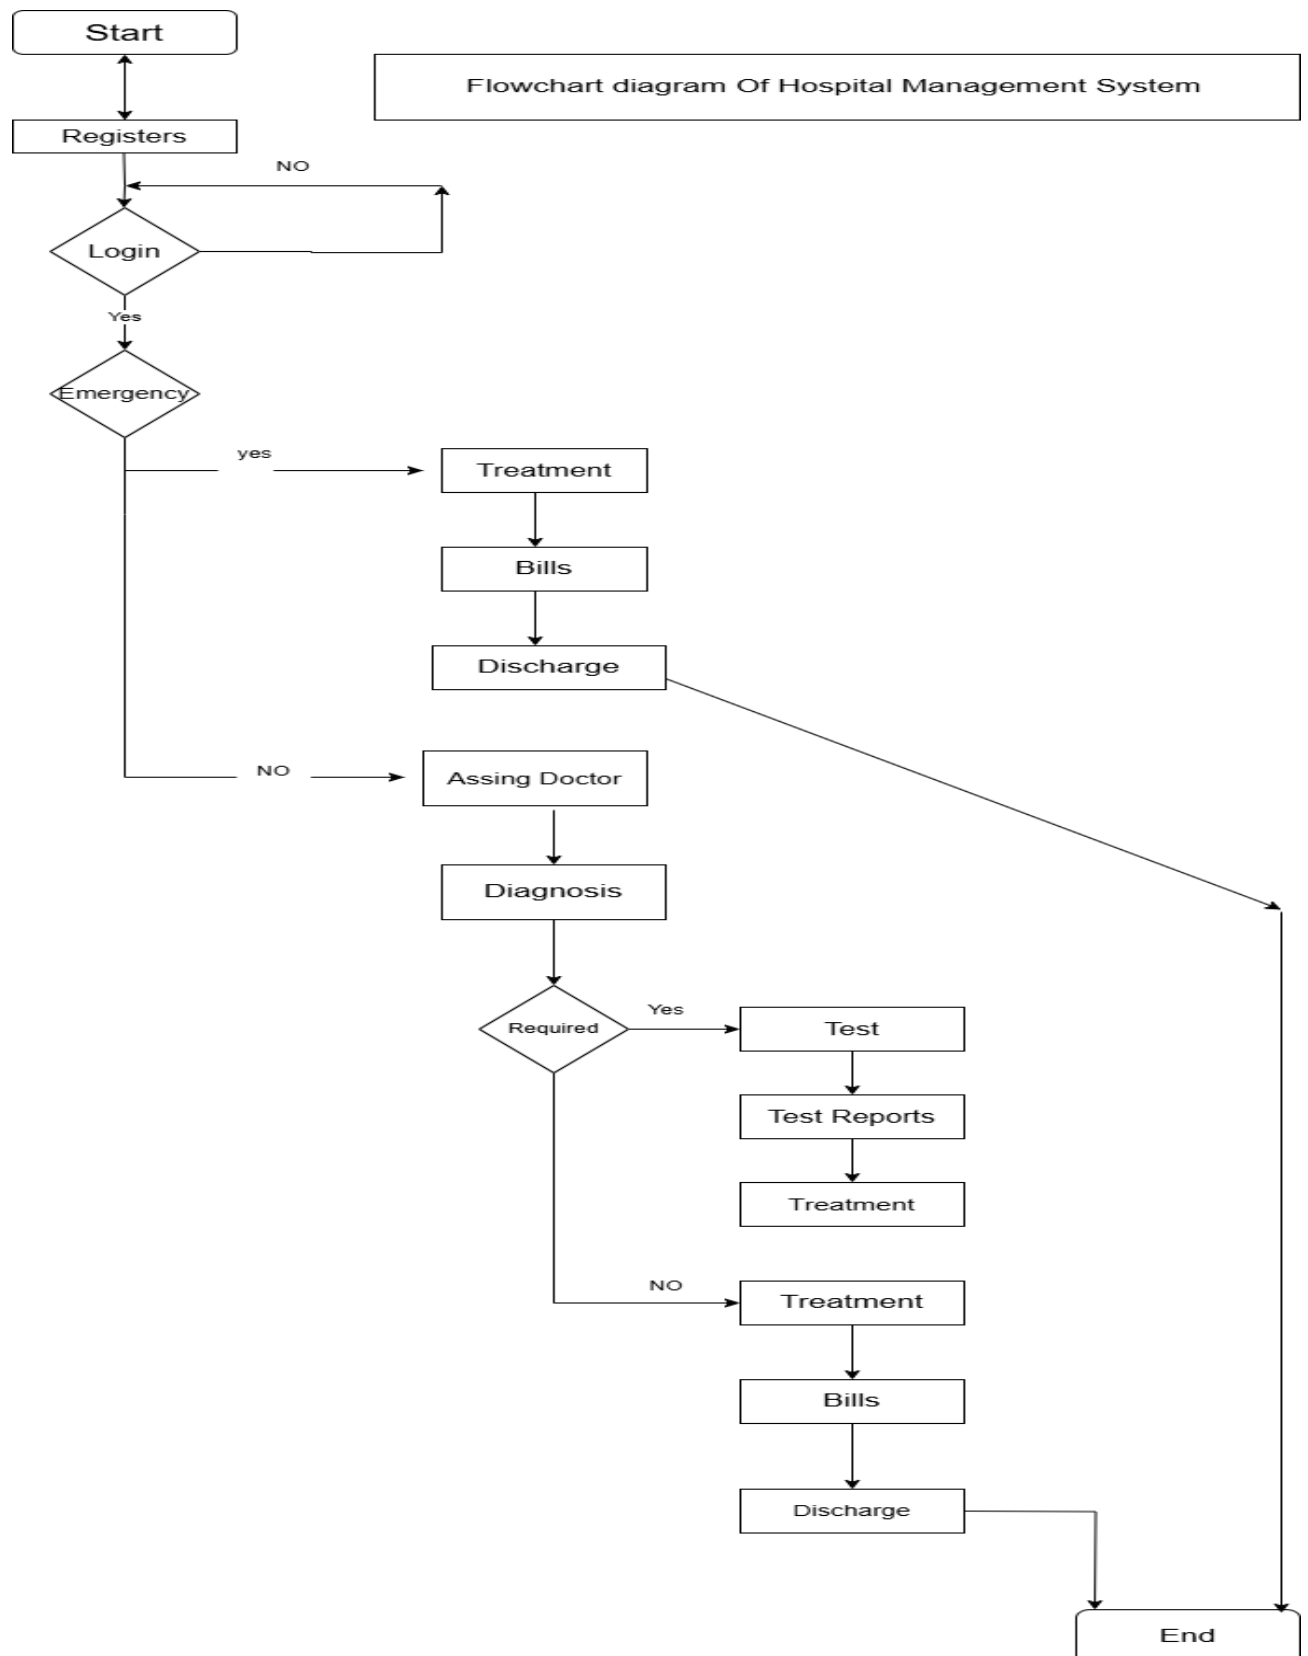 Start
Flowchart diagram Of Hospital Management System
Registers
NO
Login
Yes
Emergency
yes
Treatment
Bills
Discharge
NO
Assing Doctor
Diagnosis
Required
Yes
Test
Test Reports
Treatment
NO
Treatment
Bills
Discharge
End